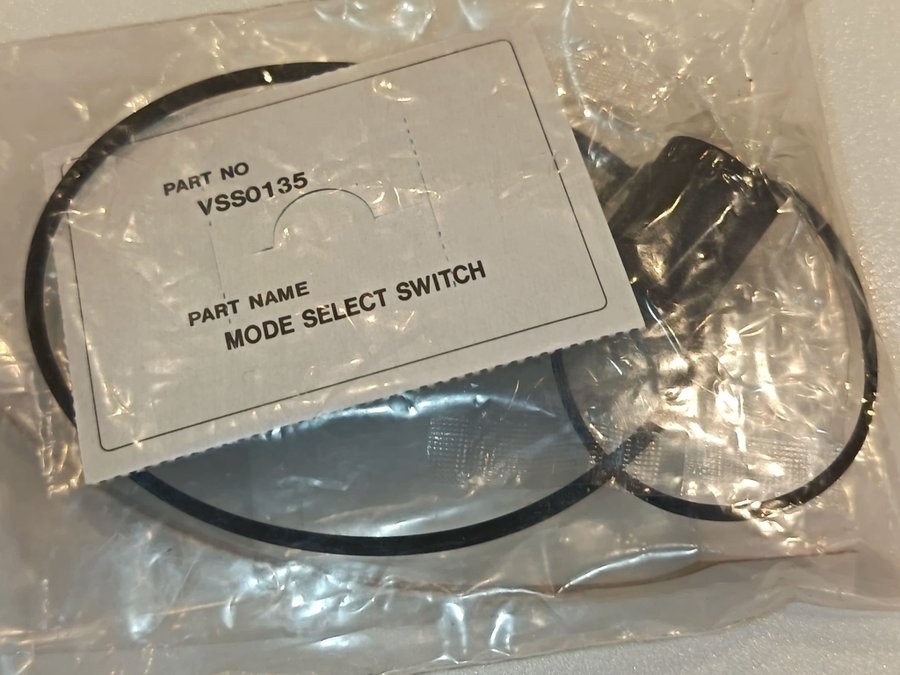 PART NO
VSS0135
PART NAME
MODE SELECT SWITCH